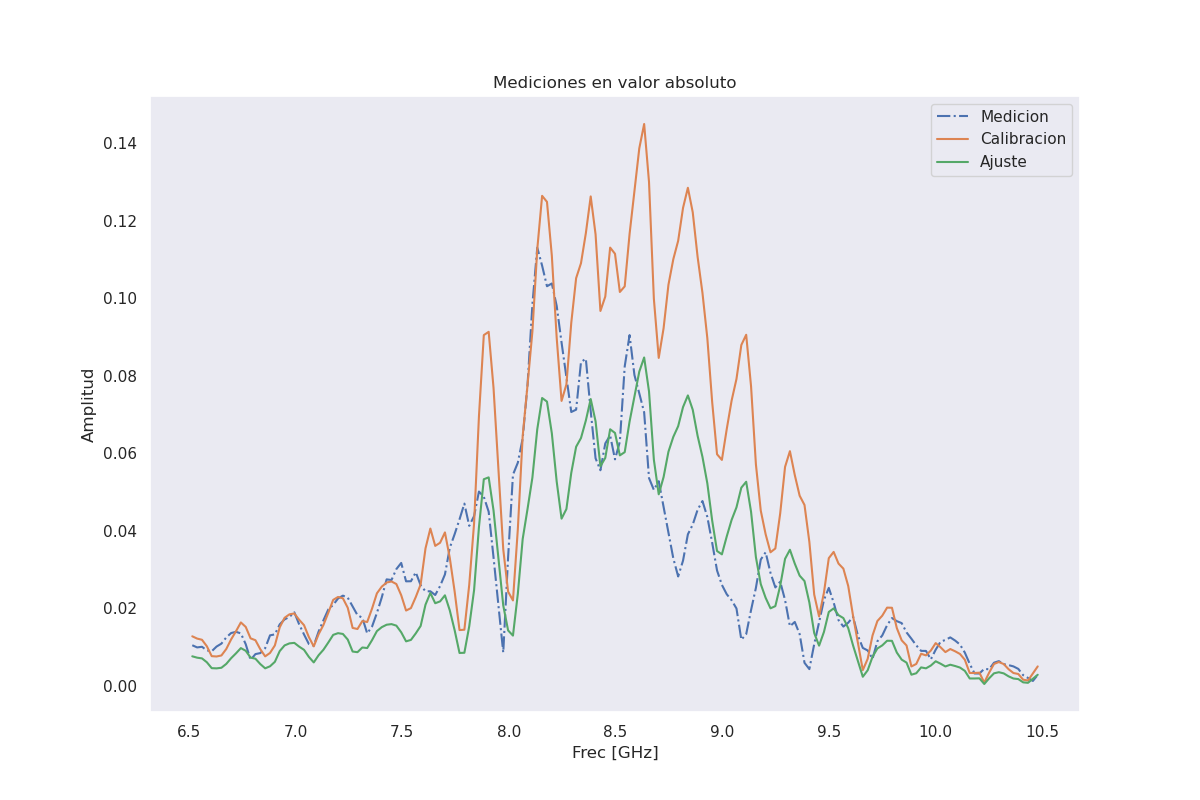 Mediciones en valor absoluto
Medicion
Calibracion
Ajuste
0.14
0.12
0.10
0.08
0.06
0.04
0.02
0.00
Amplitud
6.5 7.0 7.5 8.0 8.5 9.0 9.5 10.0 10.5
Frec [GHz]